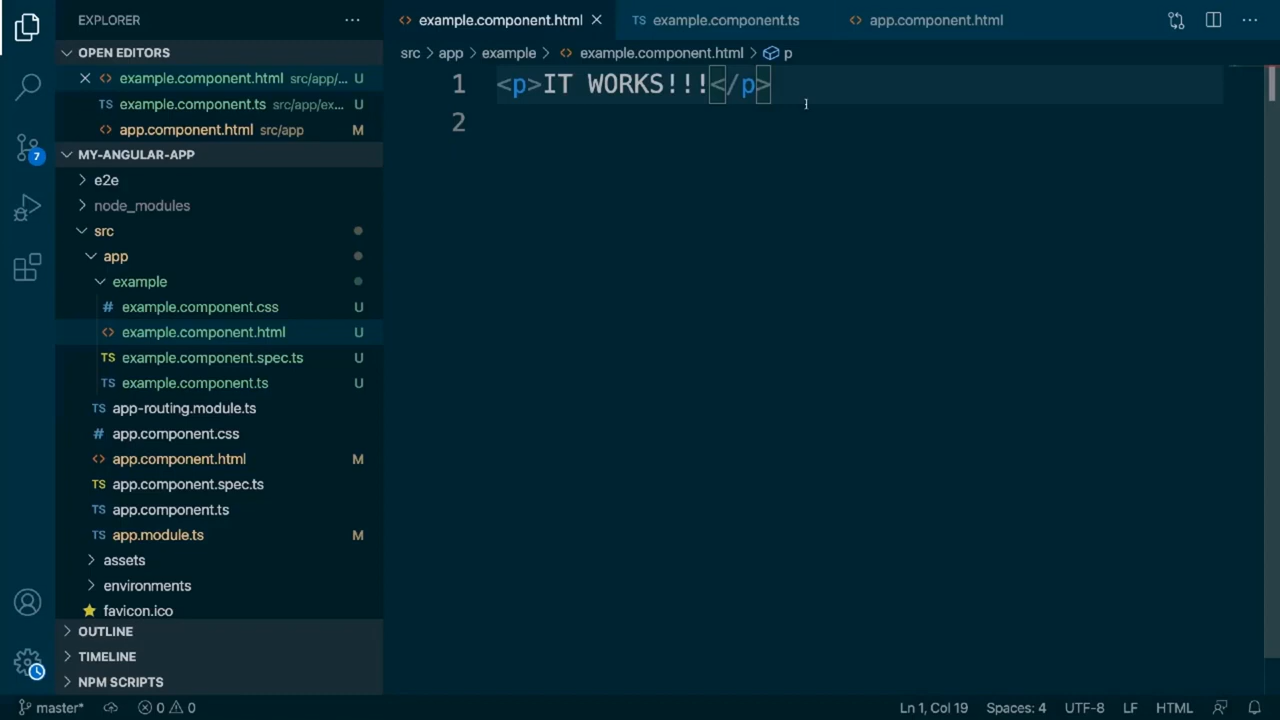 EXPLORER
OPEN EDITORS
example.component.html src/app/... U
example.component.ts src/app/ex... U
app.component.html src/app M
MY-ANGULAR-APP
e2e
node_modules
src
app
example
example.component.css U
example.component.html U
example.component.spec.ts U
example.component.ts U
app-routing.module.ts
app.component.css
app.component.html M
app.component.spec.ts
app.component.ts
app.module.ts M
assets
environments
favicon.ico
OUTLINE
TIMELINE
NPM SCRIPTS
7
example.component.html example.component.ts app.component.html
src > app > example > example.component.html > p
1 <p>IT WORKS!!!</p>
2
master* 0 0 Ln 1, Col 19 Spaces: 4 UTF-8 LF HTML